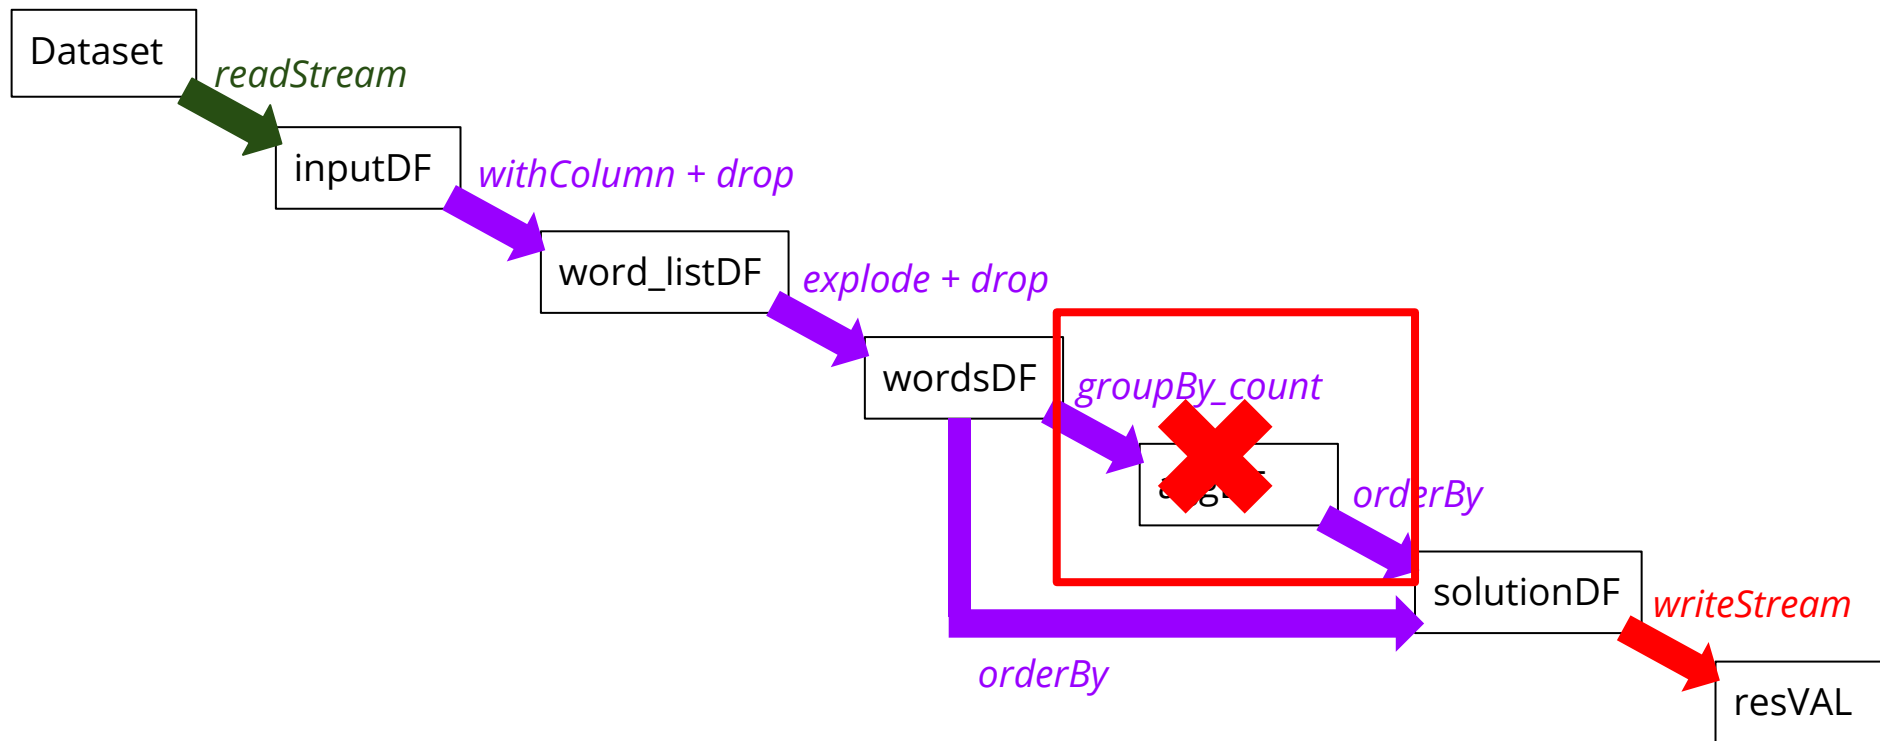 Dataset
readStream
inputDF
withColumn + drop
word_listDF
explode + drop
wordsDF
groupBy_count
orderBy
solutionDF
writeStream
orderBy
resVAL